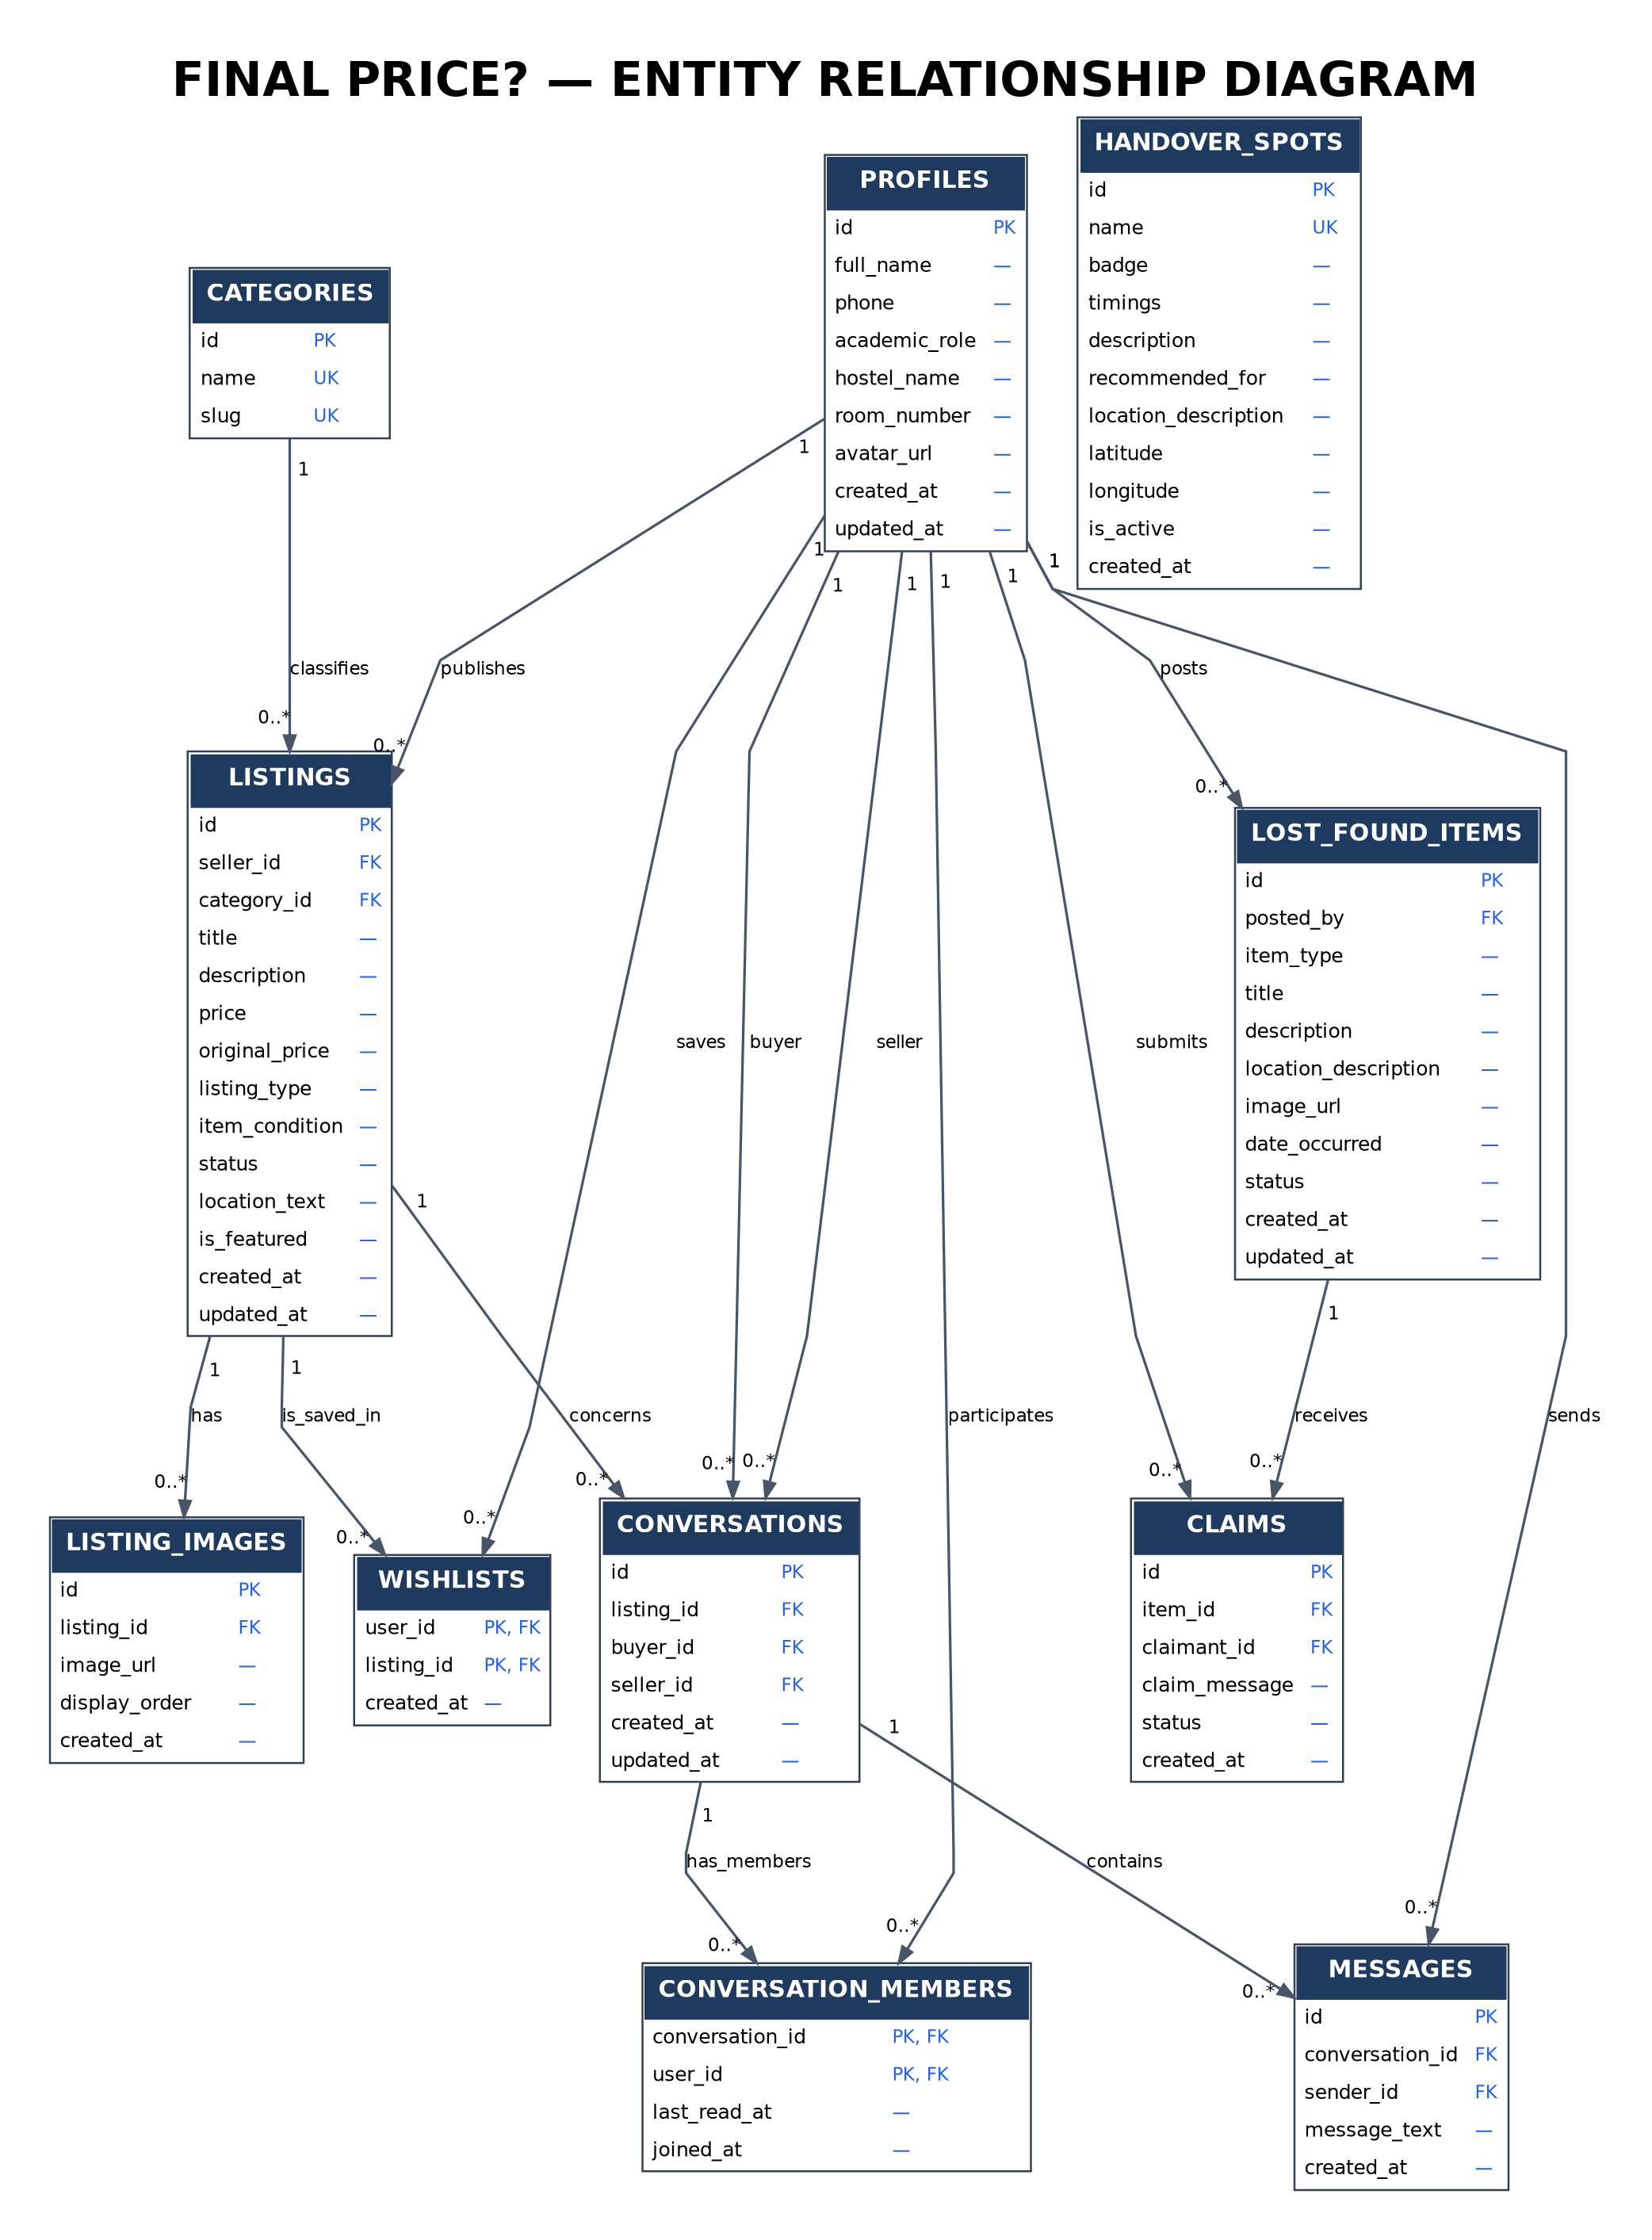 FINAL PRICE? — ENTITY RELATIONSHIP DIAGRAM
HANDOVER_SPOTS
id PK
name UK
badge —
timings —
description —
recommended_for —
location_description —
latitude —
longitude —
is_active —
created_at —
PROFILES
id PK
full_name —
phone —
academic_role —
hostel_name —
room_number —
avatar_url —
created_at —
updated_at —
CATEGORIES
id PK
name UK
slug UK
1
1
1
1
1
1
1
1
classifies
publishes
posts
0..*
0..*
0..*
LISTINGS
id PK
seller_id FK
category_id FK
title —
description —
price —
original_price —
listing_type —
item_condition —
status —
location_text —
is_featured —
created_at —
updated_at —
LOST_FOUND_ITEMS
id PK
posted_by FK
item_type —
title —
description —
location_description —
image_url —
date_occurred —
status —
created_at —
updated_at —
saves
buyer
seller
submits
1
1
1
1
has
is_saved_in
concerns
participates
receives
sends
0..*
0..*
0..*
0..*
0..*
0..*
0..*
0..*
LISTING_IMAGES
id PK
listing_id FK
image_url —
display_order —
created_at —
WISHLISTS
user_id PK, FK
listing_id PK, FK
created_at —
CONVERSATIONS
id PK
listing_id FK
buyer_id FK
seller_id FK
created_at —
updated_at —
CLAIMS
id PK
item_id FK
claimant_id FK
claim_message —
status —
created_at —
1
1
has_members
contains
0..*
0..*
0..*
0..*
CONVERSATION_MEMBERS
conversation_id PK, FK
user_id PK, FK
last_read_at —
joined_at —
MESSAGES
id PK
conversation_id FK
sender_id FK
message_text —
created_at —